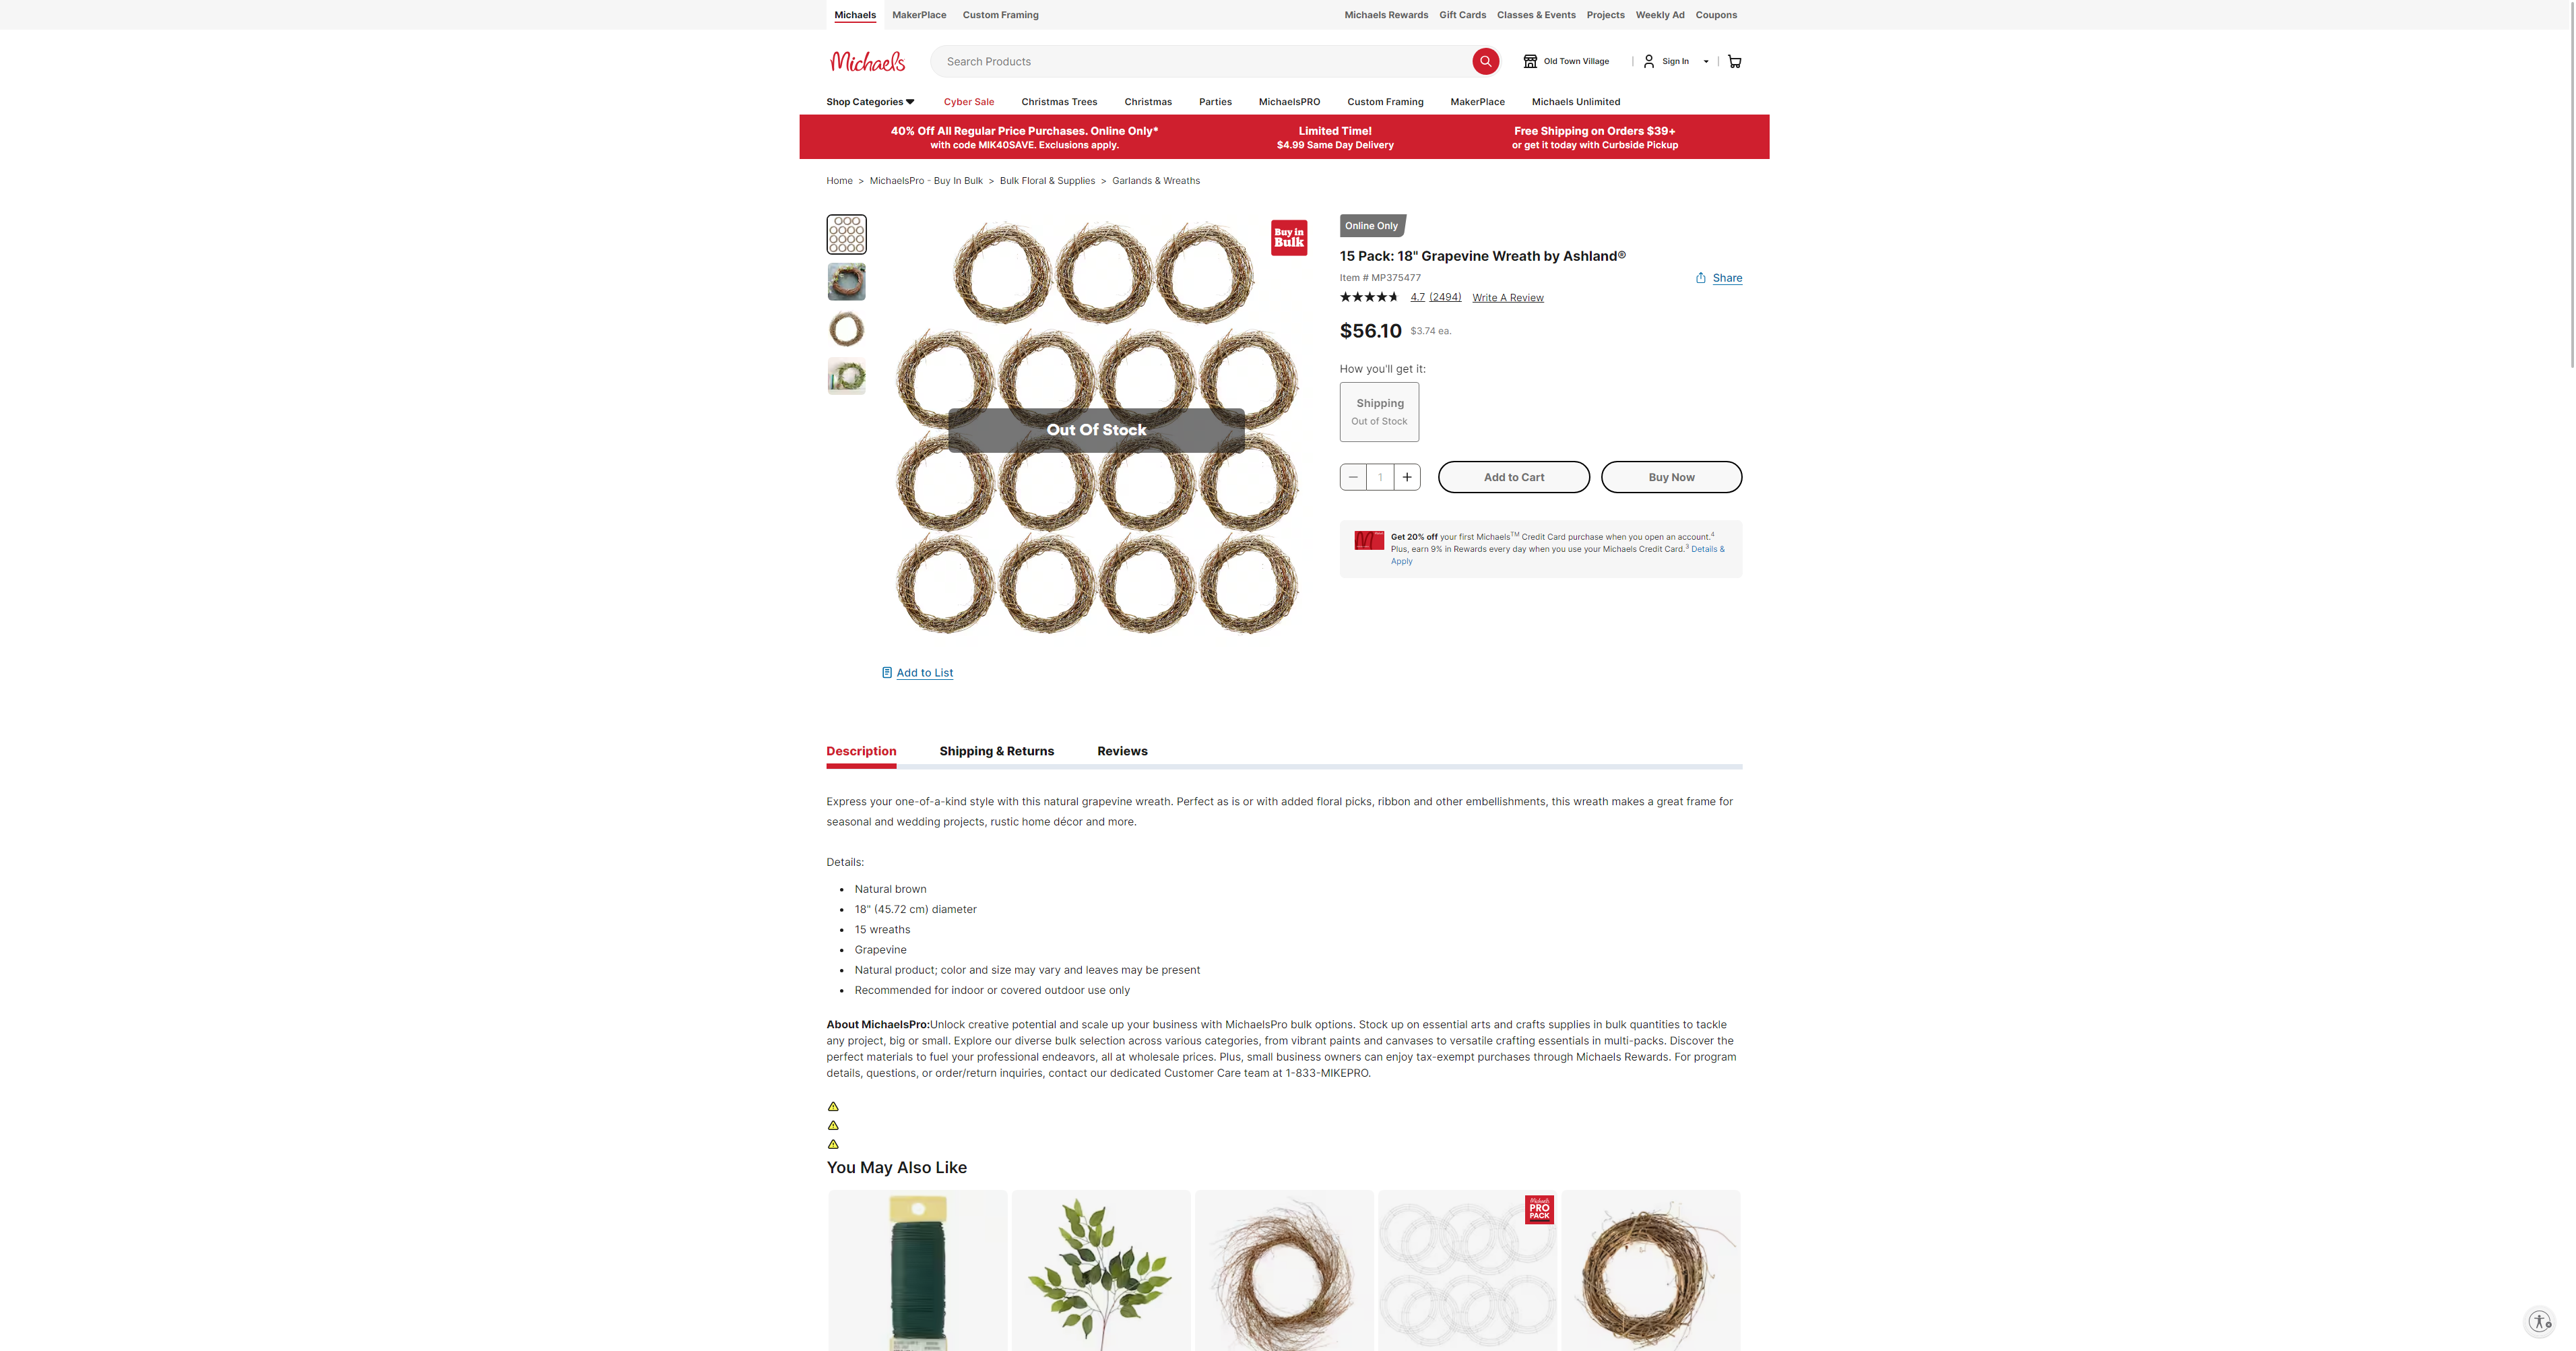 Michaels MakerPlace Custom Framing Michaels Rewards Gift Cards Classes & Events Projects Weekly Ad Coupons
Michaels Search Products Old Town Village | Sign In | 
Shop Categories Cyber Sale Christmas Trees Christmas Parties MichaelsPRO Custom Framing MakerPlace Michaels Unlimited
40% Off All Regular Price Purchases. Online Only* Limited Time! Free Shipping on Orders $39+
with code MIK40SAVE. Exclusions apply. $4.99 Same Day Delivery or get it today with Curbside Pickup
Home > MichaelsPro - Buy In Bulk > Bulk Floral & Supplies > Garlands & Wreaths
Buy in
Bulk
Out Of Stock
Add to List
Online Only
15 Pack: 18" Grapevine Wreath by Ashland®
Item # MP375477 Share
4.7 (2494) Write A Review
$56.10 $3.74 ea.
How you'll get it:
Shipping
Out of Stock
1 Add to Cart Buy Now
Get 20% off your first Michaels™ Credit Card purchase when you open an account.⁴
Plus, earn 9% in Rewards every day when you use your Michaels Credit Card.³ Details &
Apply
Description Shipping & Returns Reviews
Express your one-of-a-kind style with this natural grapevine wreath. Perfect as is or with added floral picks, ribbon and other embellishments, this wreath makes a great frame for
seasonal and wedding projects, rustic home décor and more.
Details:
• Natural brown
• 18" (45.72 cm) diameter
• 15 wreaths
• Grapevine
• Natural product; color and size may vary and leaves may be present
• Recommended for indoor or covered outdoor use only
About MichaelsPro:Unlock creative potential and scale up your business with MichaelsPro bulk options. Stock up on essential arts and crafts supplies in bulk quantities to tackle
any project, big or small. Explore our diverse bulk selection across various categories, from vibrant paints and canvases to versatile crafting essentials in multi-packs. Discover the
perfect materials to fuel your professional endeavors, all at wholesale prices. Plus, small business owners can enjoy tax-exempt purchases through Michaels Rewards. For program
details, questions, or order/return inquiries, contact our dedicated Customer Care team at 1-833-MIKEPRO.
You May Also Like
Michaels
PRO
PACK